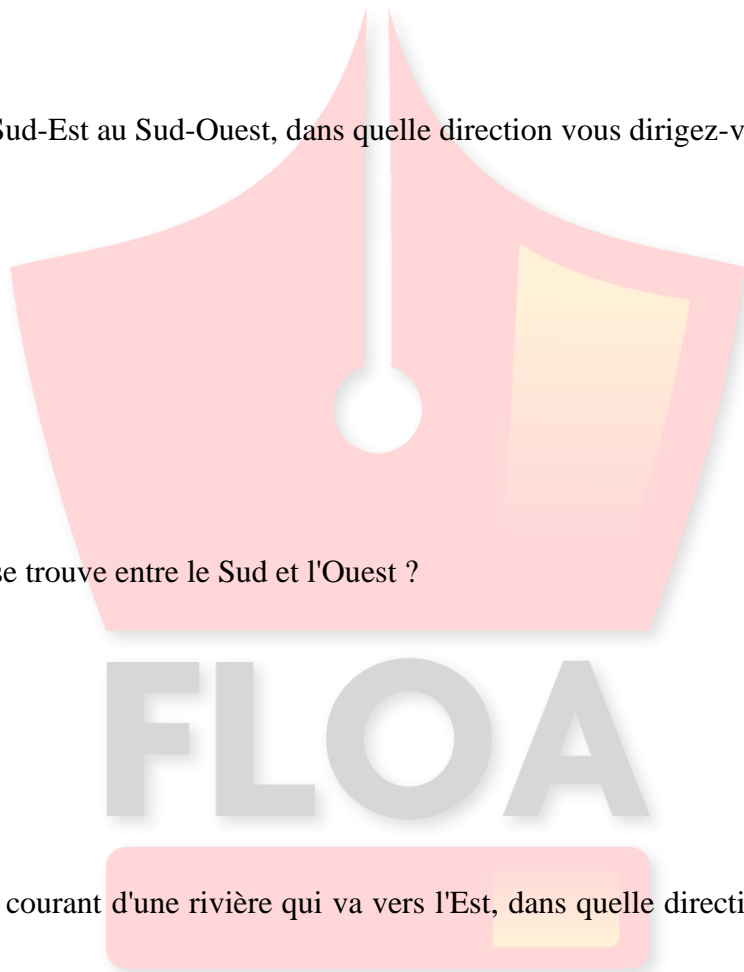 Sud-Est au Sud-Ouest, dans quelle direction vous dirigez-v
se trouve entre le Sud et l'Ouest ?
FLOA
courant d'une rivière qui va vers l'Est, dans quelle directi